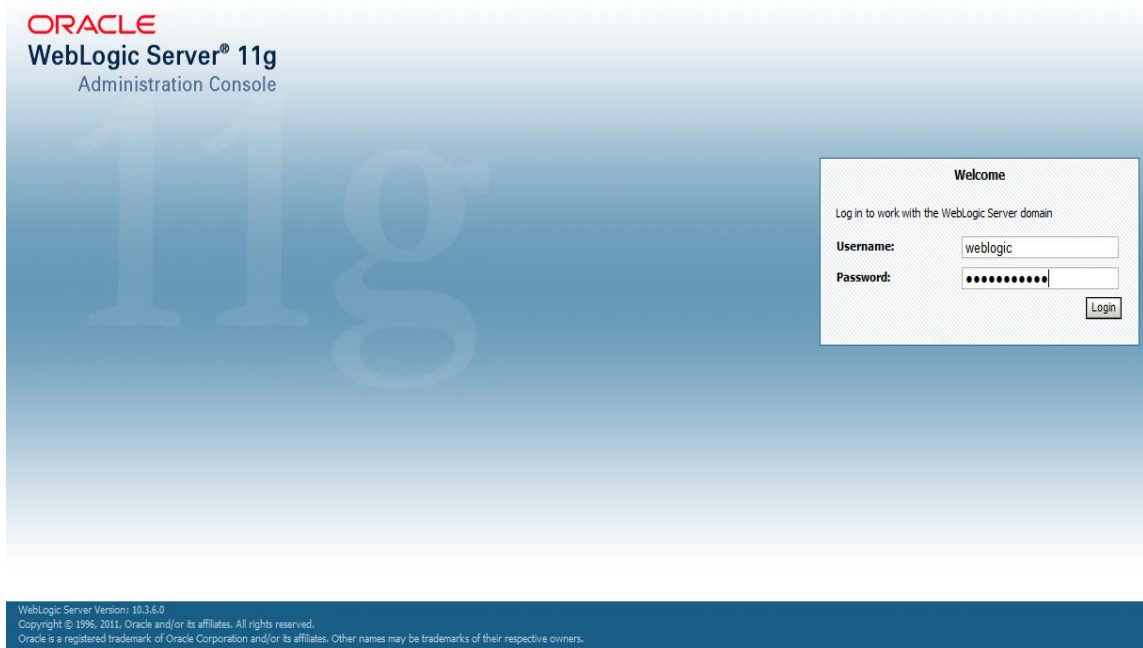 ORACLE
WebLogic Server® 11g
Administration Console
11g
Welcome
Log in to work with the WebLogic Server domain
Username:
weblogic
Password:
•••••••••••
Login
WebLogic Server Version: 10.3.6.0
Copyright © 1996, 2011, Oracle and/or its affiliates. All rights reserved.
Oracle is a registered trademark of Oracle Corporation and/or its affiliates. Other names may be trademarks of their respective owners.